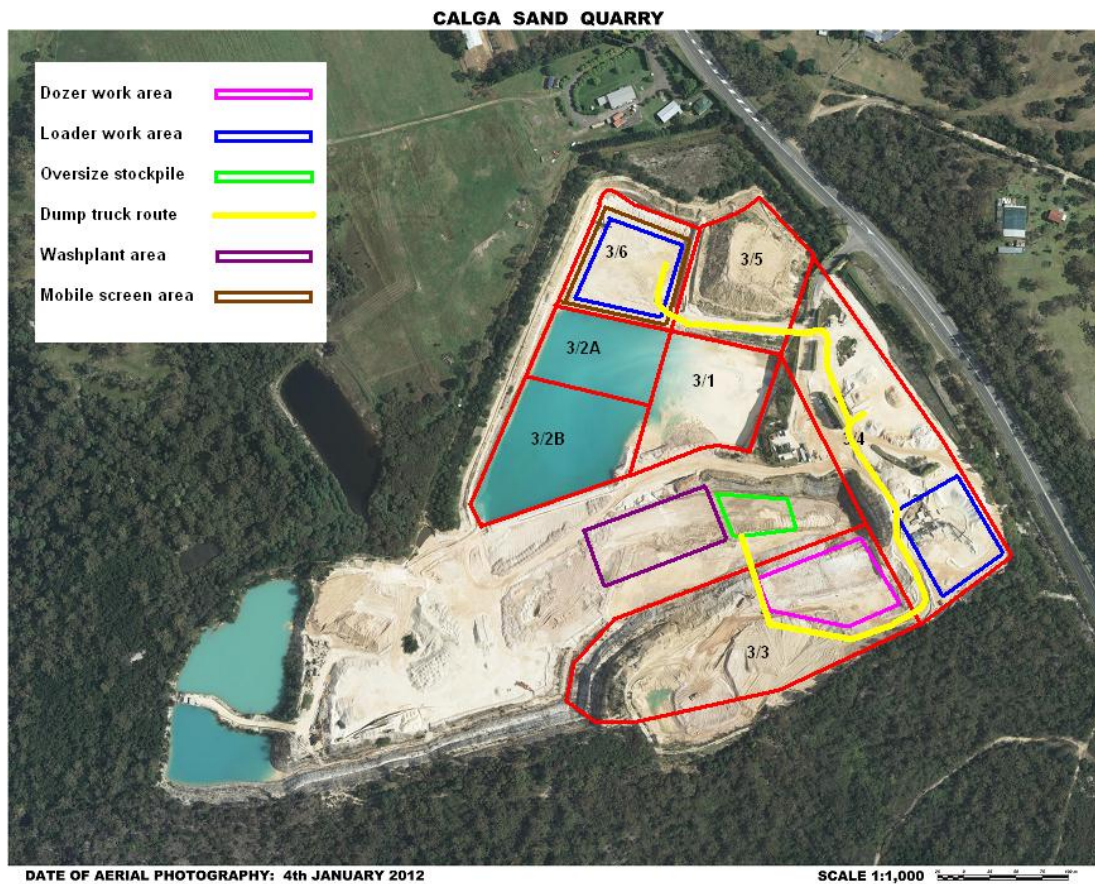 CALGA SAND QUARRY
Dozer work area
Loader work area
Oversize stockpile
Dump truck route
Washplant area
Mobile screen area
3/6
3/5
3/2A
3/1
3/2B
3/4
3/3
DATE OF AERIAL PHOTOGRAPHY: 4th JANUARY 2012
SCALE 1:1,000